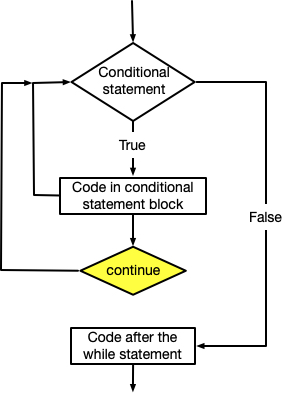 Conditional
statement
True
Code in conditional
statement block
False
continue
Code after the
while statement